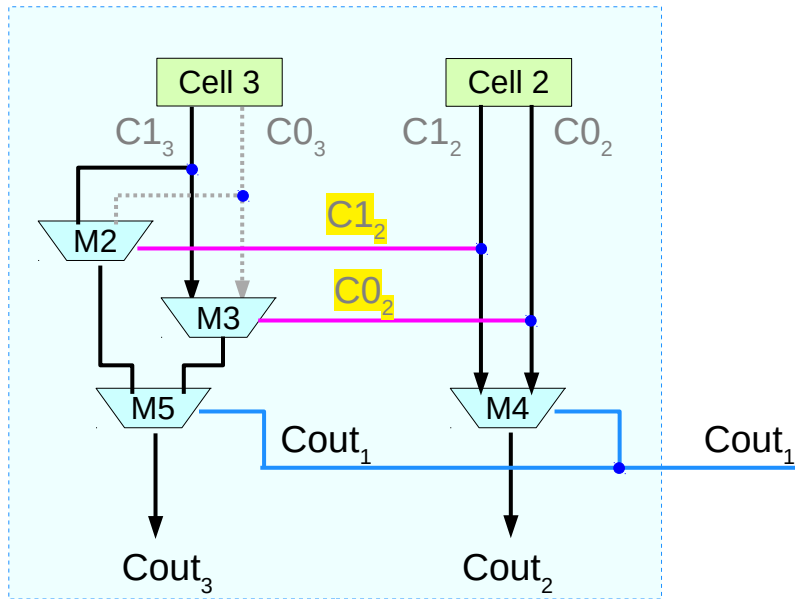 Cell 3
Cell 2
C1₃
C0₃
C1₂
C0₂
C1₂
M2
C0₂
M3
M5
M4
Cout₁
Cout₁
Cout₃
Cout₂